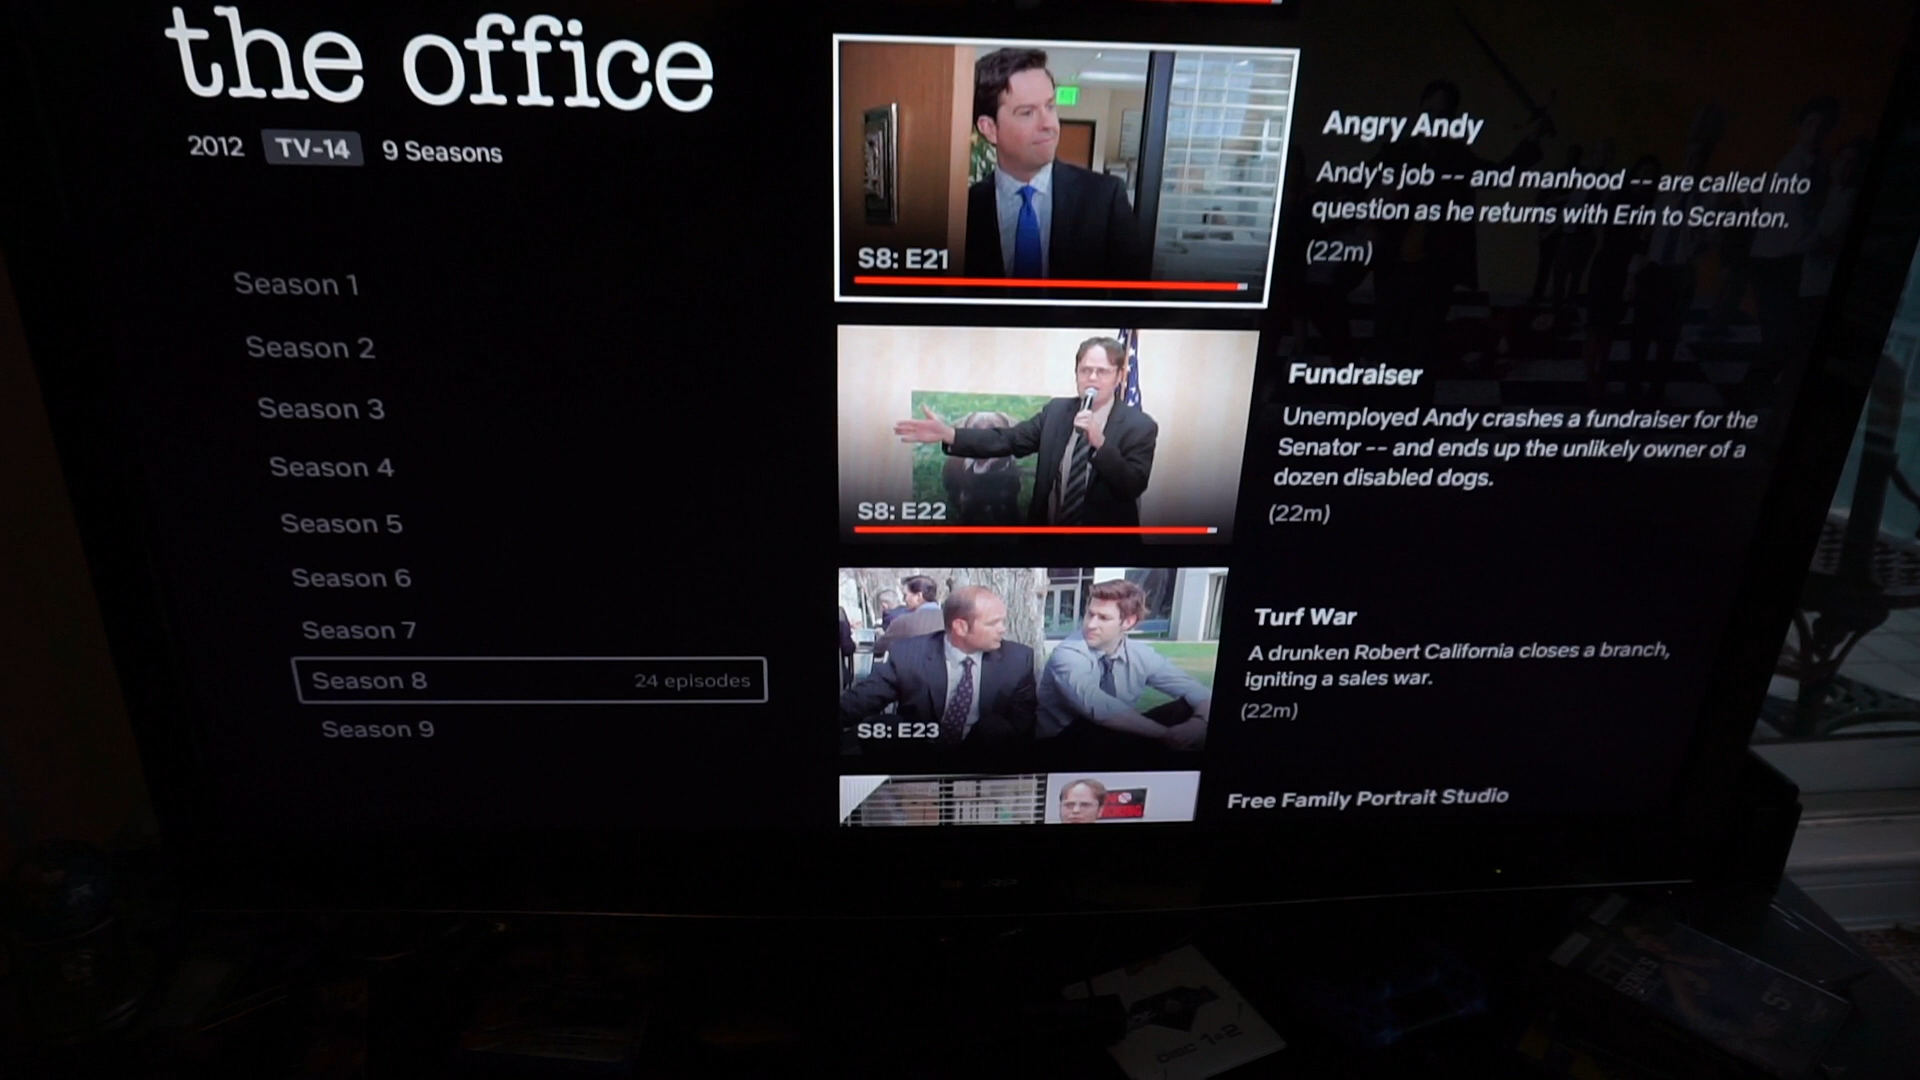 the office
2012 TV-14 9 Seasons
Season 1
Season 2
Season 3
Season 4
Season 5
Season 6
Season 7
Season 8 24 episodes
Season 9
S8: E21
Angry Andy
Andy's job -- and manhood -- are called into
question as he returns with Erin to Scranton.
(22m)
S8: E22
Fundraiser
Unemployed Andy crashes a fundraiser for the
Senator -- and ends up the unlikely owner of a
dozen disabled dogs.
(22m)
S8: E23
Turf War
A drunken Robert California closes a branch,
igniting a sales war.
(22m)
Free Family Portrait Studio
DISC 1&2